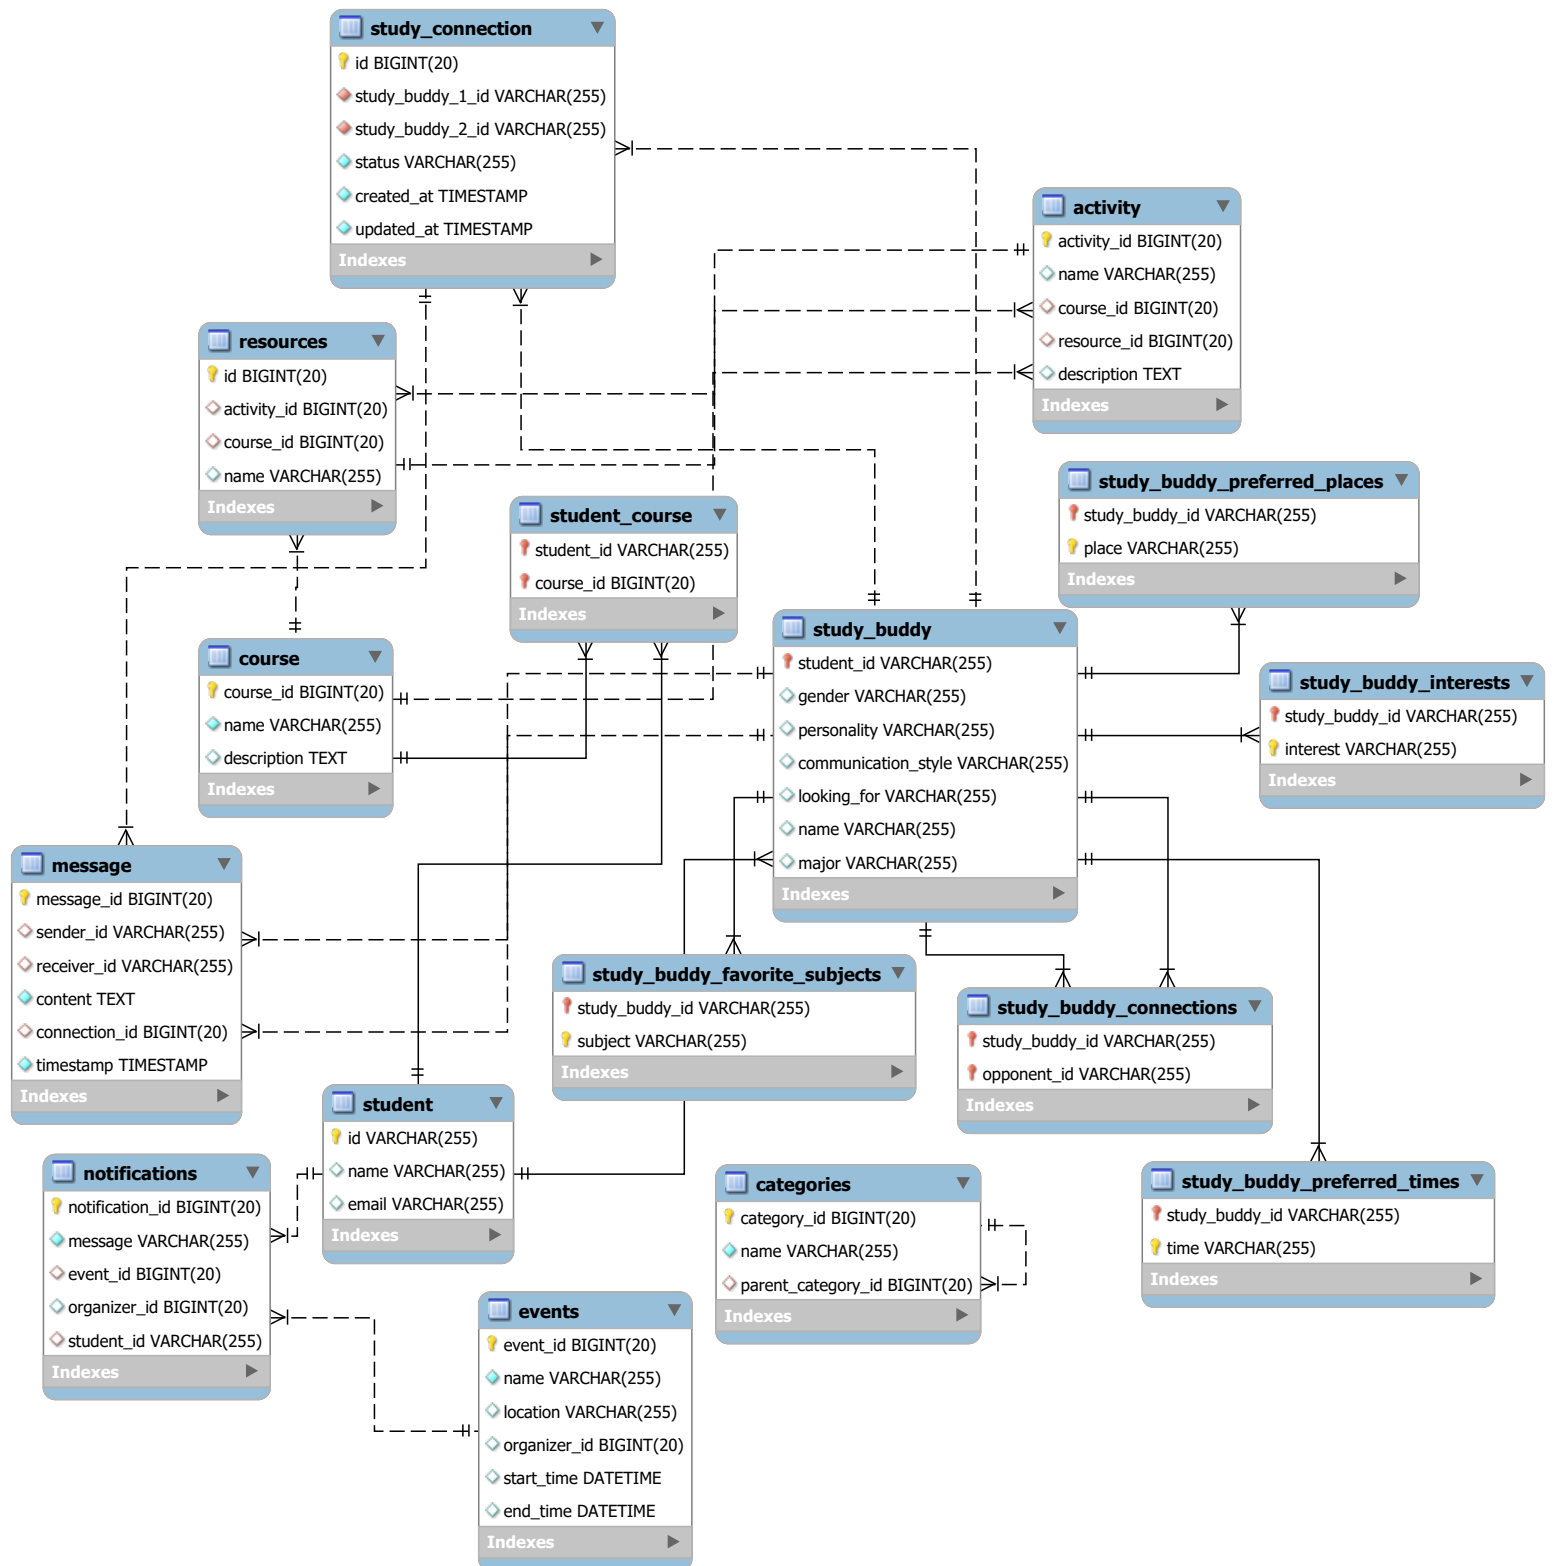 study_connection
id BIGINT(20)
study_buddy_1_id VARCHAR(255)
study_buddy_2_id VARCHAR(255)
status VARCHAR(255)
created_at TIMESTAMP
updated_at TIMESTAMP
Indexes
activity
activity_id BIGINT(20)
name VARCHAR(255)
course_id BIGINT(20)
resource_id BIGINT(20)
description TEXT
Indexes
resources
id BIGINT(20)
activity_id BIGINT(20)
course_id BIGINT(20)
name VARCHAR(255)
Indexes
student_course
student_id VARCHAR(255)
course_id BIGINT(20)
Indexes
study_buddy_preferred_places
study_buddy_id VARCHAR(255)
place VARCHAR(255)
Indexes
course
course_id BIGINT(20)
name VARCHAR(255)
description TEXT
Indexes
study_buddy
student_id VARCHAR(255)
gender VARCHAR(255)
personality VARCHAR(255)
communication_style VARCHAR(255)
looking_for VARCHAR(255)
name VARCHAR(255)
major VARCHAR(255)
Indexes
study_buddy_interests
study_buddy_id VARCHAR(255)
interest VARCHAR(255)
Indexes
message
message_id BIGINT(20)
sender_id VARCHAR(255)
receiver_id VARCHAR(255)
content TEXT
connection_id BIGINT(20)
timestamp TIMESTAMP
Indexes
study_buddy_favorite_subjects
study_buddy_id VARCHAR(255)
subject VARCHAR(255)
Indexes
study_buddy_connections
study_buddy_id VARCHAR(255)
opponent_id VARCHAR(255)
Indexes
student
id VARCHAR(255)
name VARCHAR(255)
email VARCHAR(255)
Indexes
notifications
notification_id BIGINT(20)
message VARCHAR(255)
event_id BIGINT(20)
organizer_id BIGINT(20)
student_id VARCHAR(255)
Indexes
categories
category_id BIGINT(20)
name VARCHAR(255)
parent_category_id BIGINT(20)
Indexes
study_buddy_preferred_times
study_buddy_id VARCHAR(255)
time VARCHAR(255)
Indexes
events
event_id BIGINT(20)
name VARCHAR(255)
location VARCHAR(255)
organizer_id BIGINT(20)
start_time DATETIME
end_time DATETIME
Indexes